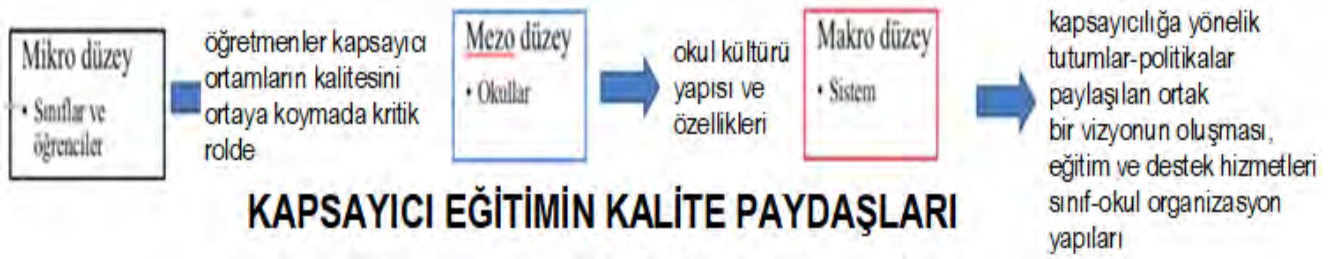 Mikro düzey
• Sınıflar ve
öğrenciler
öğretmenler kapsayıcı
ortamların kalitesini
ortaya koymada kritik
rolde
Mezo düzey
• Okullar
okul kültürü
yapısı ve
özellikleri
Makro düzey
• Sistem
kapsayıcılığa yönelik
tutumlar-politikalar
paylaşılan ortak
bir vizyonun oluşması,
eğitim ve destek hizmetleri
sınıf-okul organizasyon
yapıları
KAPSAYICI EĞİTİMİN KALİTE PAYDAŞLARI